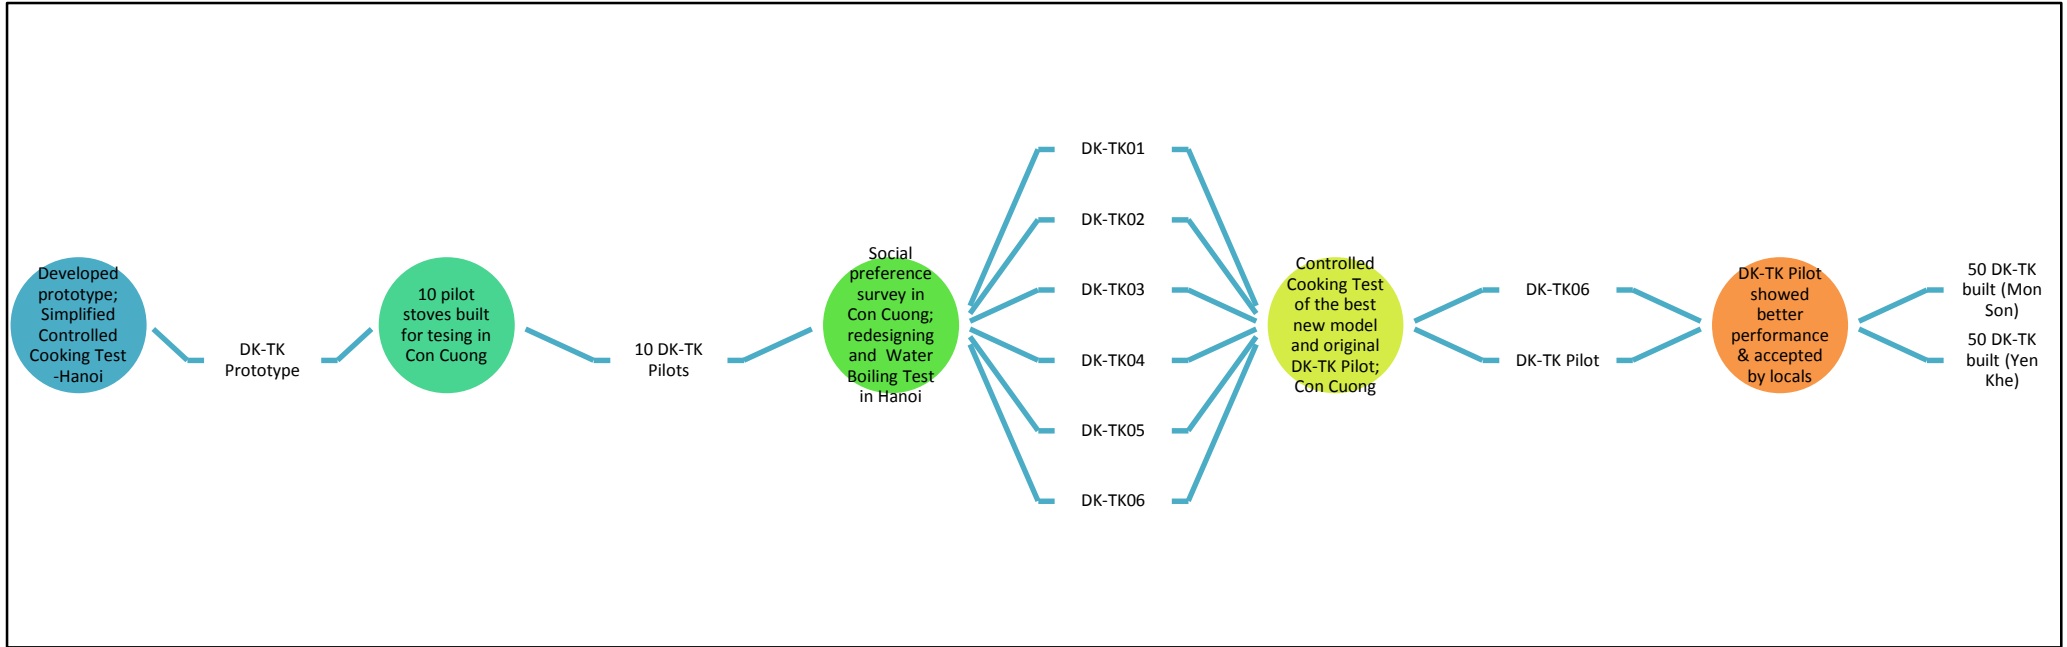 Developed
prototype;
Simplified
Controlled
Cooking Test
-Hanoi
DK-TK
Prototype
10 pilot
stoves built
for tesing in
Con Cuong
10 DK-TK
Pilots
Social
preference
survey in
Con Cuong;
redesigning
and Water
Boiling Test
in Hanoi
DK-TK01
DK-TK02
DK-TK03
DK-TK04
DK-TK05
DK-TK06
Controlled
Cooking Test
of the best
new model
and original
DK-TK Pilot;
Con Cuong
DK-TK06
DK-TK Pilot
DK-TK Pilot
showed
better
performance
& accepted
by locals
50 DK-TK
built (Mon
Son)
50 DK-TK
built (Yen
Khe)